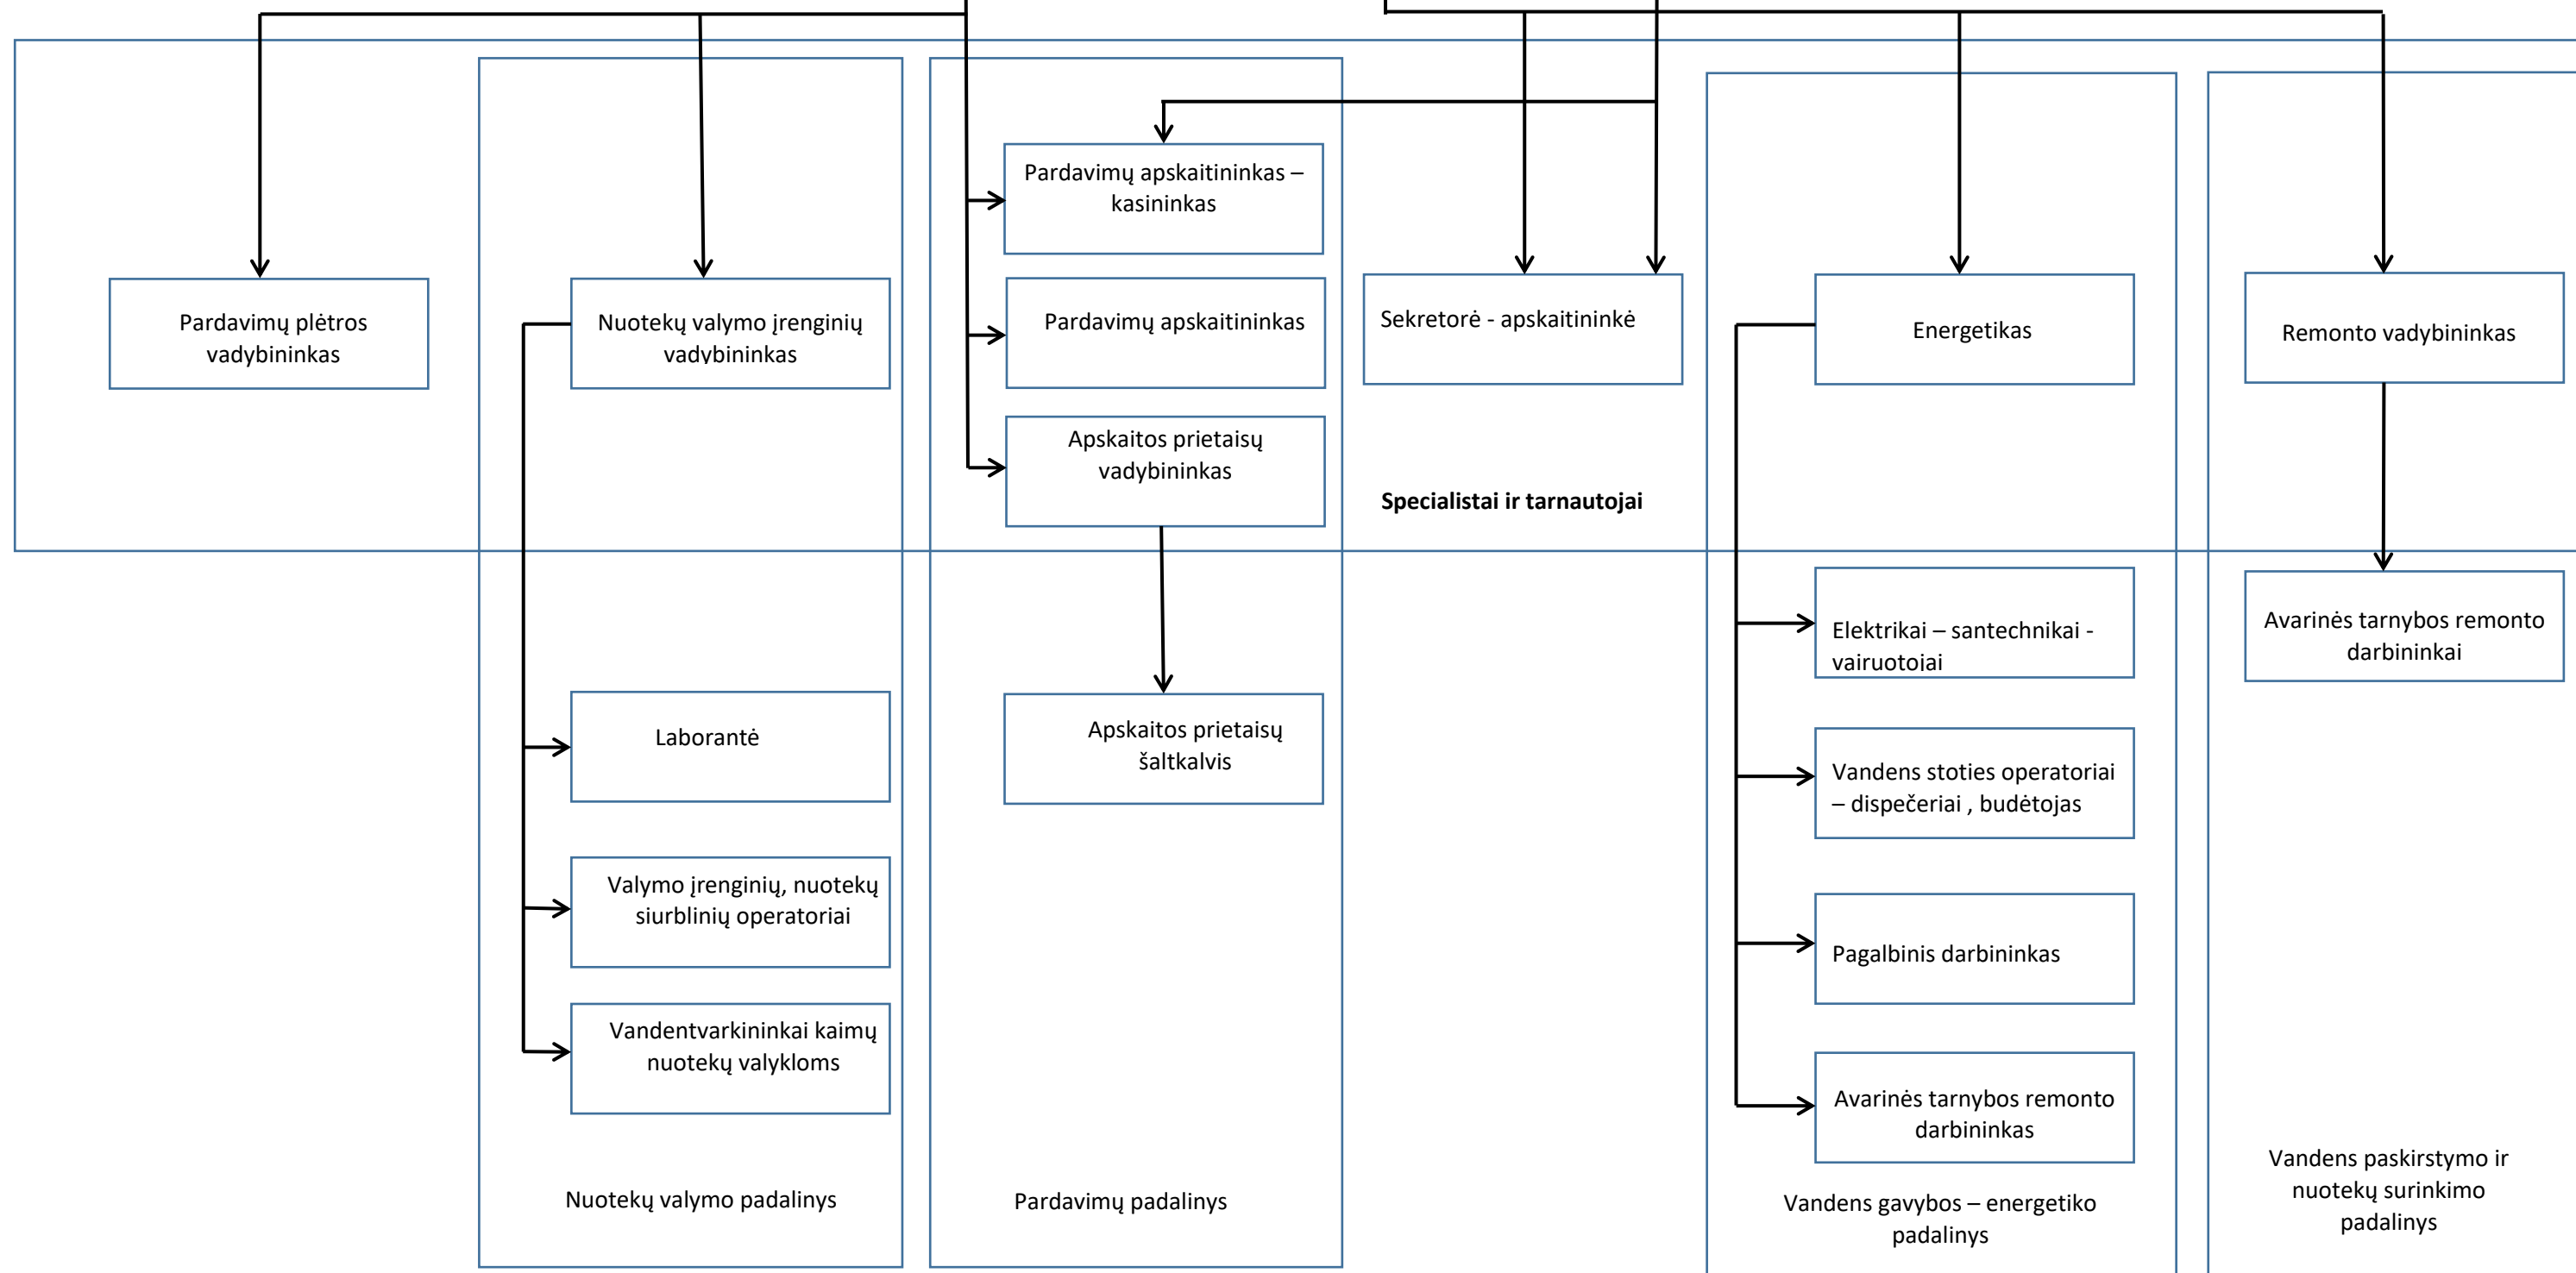 Pardavimų plėtros
vadybininkas
Nuotekų valymo įrenginių
vadybininkas
Pardavimų apskaitininkas –
kasininkas
Pardavimų apskaitininkas
Apskaitos prietaisų
vadybininkas
Sekretorė - apskaitininkė
Specialistai ir tarnautojai
Energetikas
Remonto vadybininkas
Laborantė
Valymo įrenginių, nuotekų
siurblinių operatoriai
Vandentvarkininkai kaimų
nuotekų valykloms
Nuotekų valymo padalinys
Apskaitos prietaisų
šaltkalvis
Pardavimų padalinys
Elektrikai – santechnikai -
vairuotojai
Vandens stoties operatoriai
– dispečeriai , budėtojas
Pagalbinis darbininkas
Avarinės tarnybos remonto
darbininkas
Vandens gavybos – energetiko
padalinys
Avarinės tarnybos remonto
darbininkai
Vandens paskirstymo ir
nuotekų surinkimo
padalinys